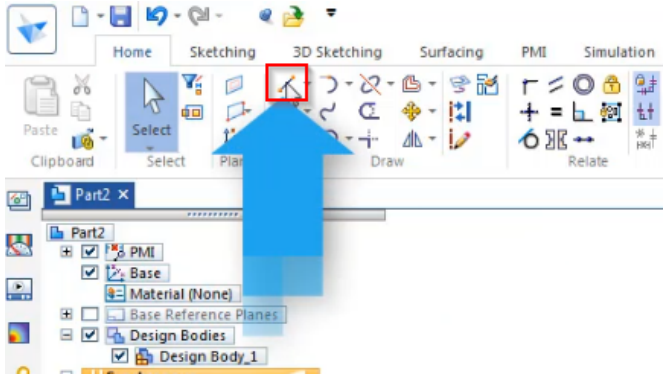 Home Sketching 3D Sketching Surfacing PMI Simulation
Paste
Select
Clipboard Select Draw Relate
Part2
Part2
PMI
Base
Material (None)
Base Reference Planes
Design Bodies
Design Body_1